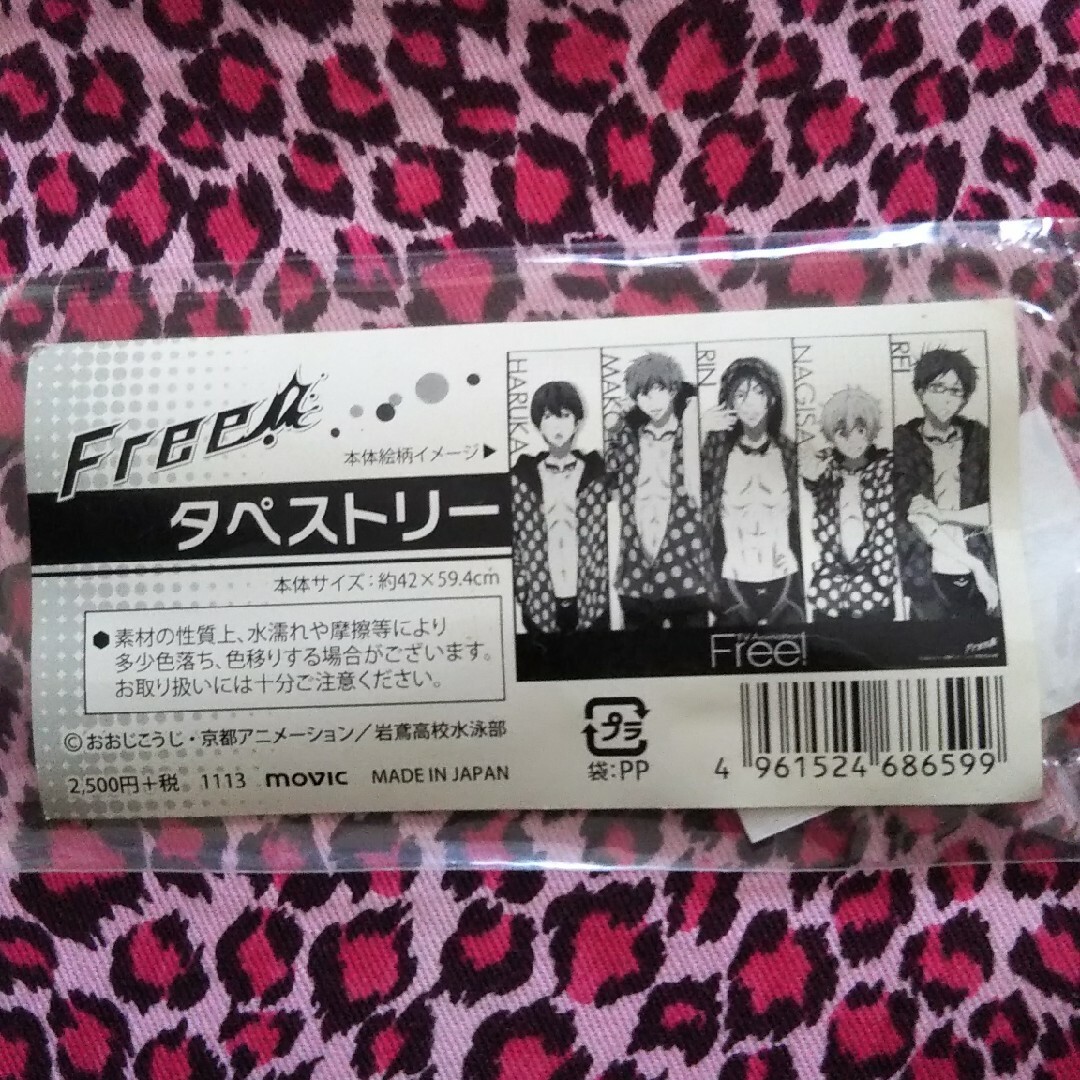 Free!
本体絵柄イメージ▶
タペストリー
本体サイズ：約42×59.4cm
● 素材の性質上、水濡れや摩擦等により
多少色落ち、色移りする場合がございます。
お取り扱いには十分ご注意ください。
©おおじこうじ・京都アニメーション／岩鳶高校水泳部
2,500円+税 1113 movic MADE IN JAPAN
HARUKA
MAKO
RIN
NAGISA
REI
TV Animation
Free!
プラ
袋：PP
4 961524 686599